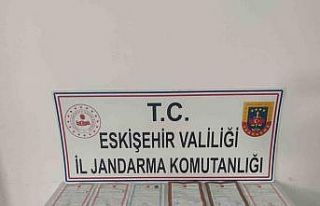 T.C.
ESKİŞEHİR VALİLİĞİ
İL JANDARMA KOMUTANLIĞI